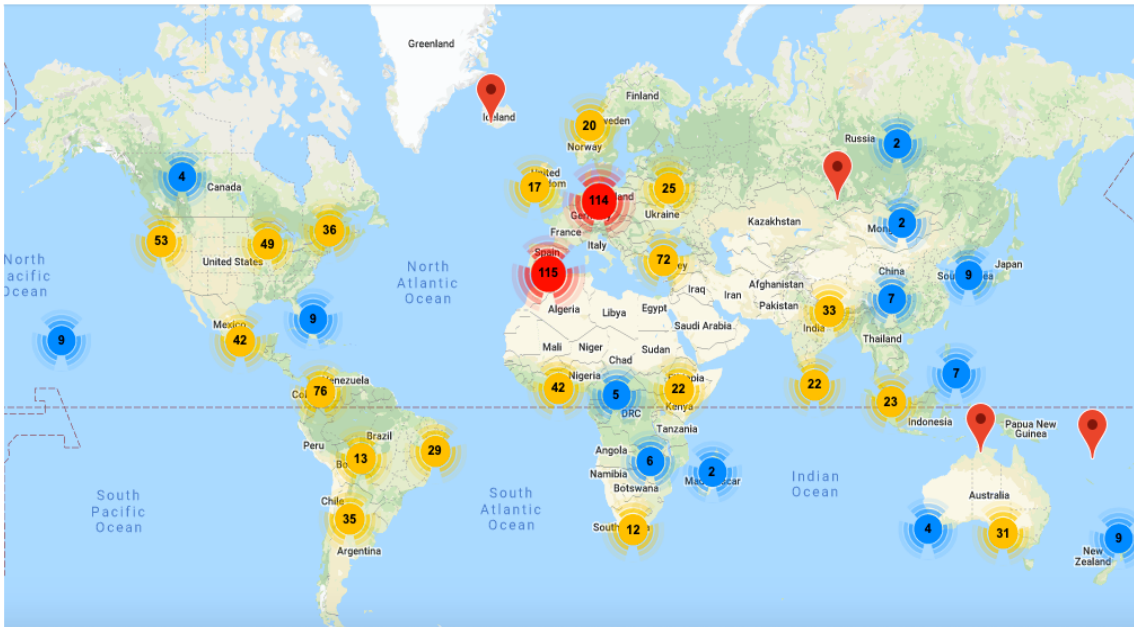 Greenland
Iceland
Finland
20
Sweden
Norway
Russia
2
4
Canada
17
United
Kingdom
114
25
Ukraine
Kazakhstan
2
53
49
36
United States
France
Italy
Spain
115
72
China
9
Japan
North
Pacific
Ocean
North
Atlantic
Ocean
Algeria
Libya
Egypt
Iraq
Iran
Afghanistan
Pakistan
Saudi Arabia
33
India
7
Thailand
9
Mexico
42
9
Mali
Niger
Chad
Sudan
Nigeria
42
5
22
Ethiopia
Kenya
DRC
Tanzania
22
23
7
Indonesia
Papua New
Guinea
76
Venezuela
Peru
Brazil
13
29
Angola
6
Namibia
Botswana
2
Madagascar
Indian
Ocean
South
Pacific
Ocean
Chile
35
Argentina
South
Atlantic
Ocean
12
Australia
4
31
9
New
Zealand